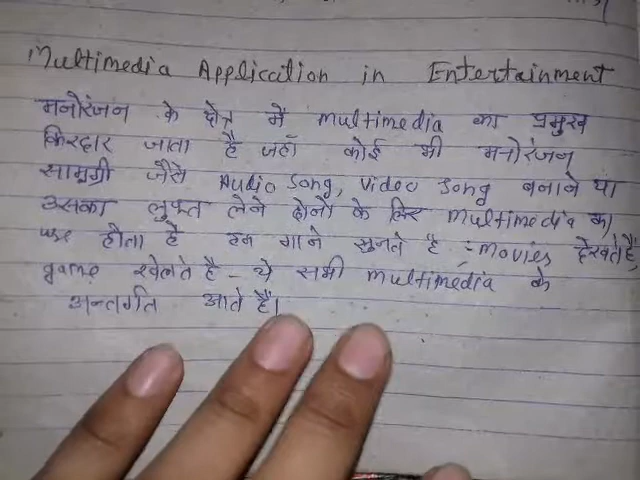 Multimedia Application in Entertainment
मनोरंजन के क्षेत्र में multimedia का प्रमुख
किरदार जाता है जहाँ कोई भी मनोरंजन
सामग्री जैसे Audio song, video song बनाने या
उसका लुफ्त लेने दोनो के लिए multimedia का
use होता है हम गाने सुनते है - movies देखते है,
game खेलते है - ये सभी multimedia के
अन्तर्गत आते हैं।